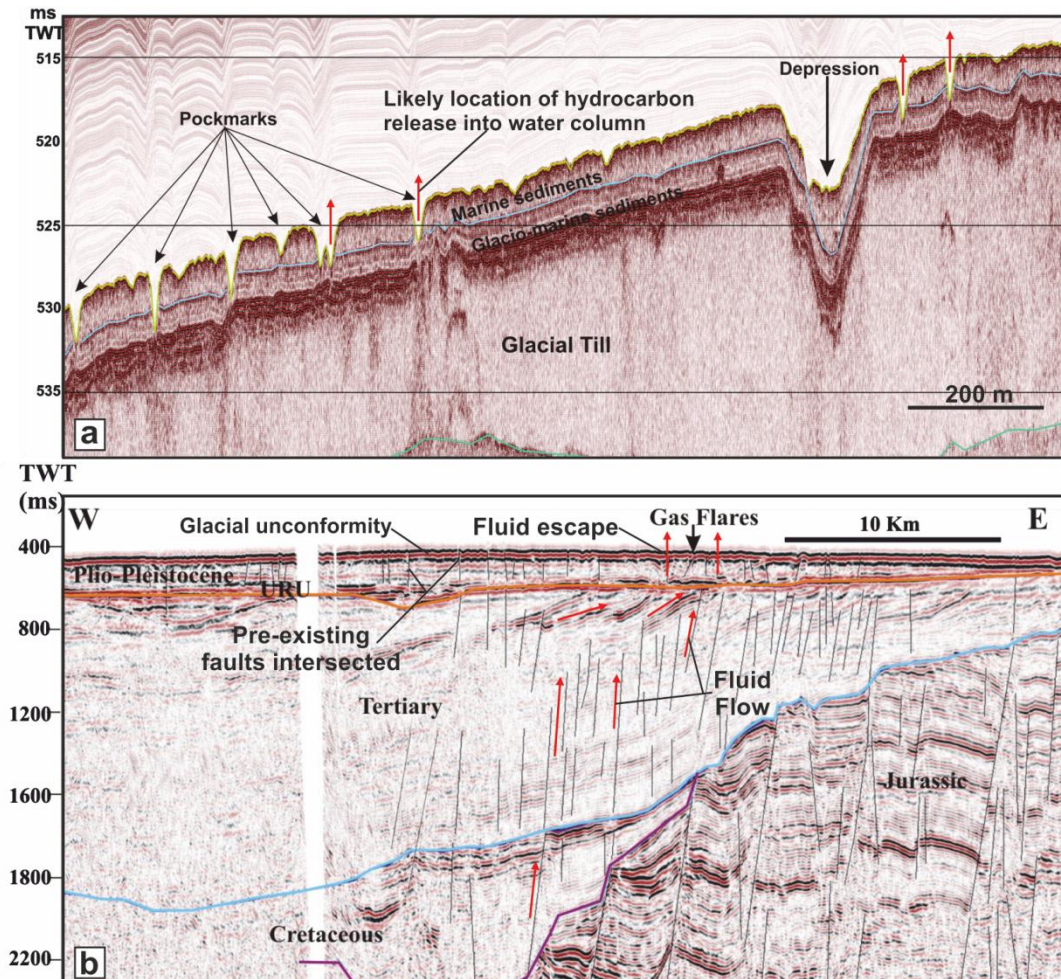 ms
TWT
515
520
525
530
535
Pockmarks
Likely location of hydrocarbon
release into water column
Depression
Marine sediments
Glacio-marine sediments
Glacial Till
200 m
a
TWT
(ms)
W
E
400
800
1200
1600
1800
2200
Glacial unconformity
Fluid escape
Gas Flares
10 Km
Plio-Pleistocene
URU
Pre-existing
faults intersected
Tertiary
Fluid
Flow
Jurassic
Cretaceous
b